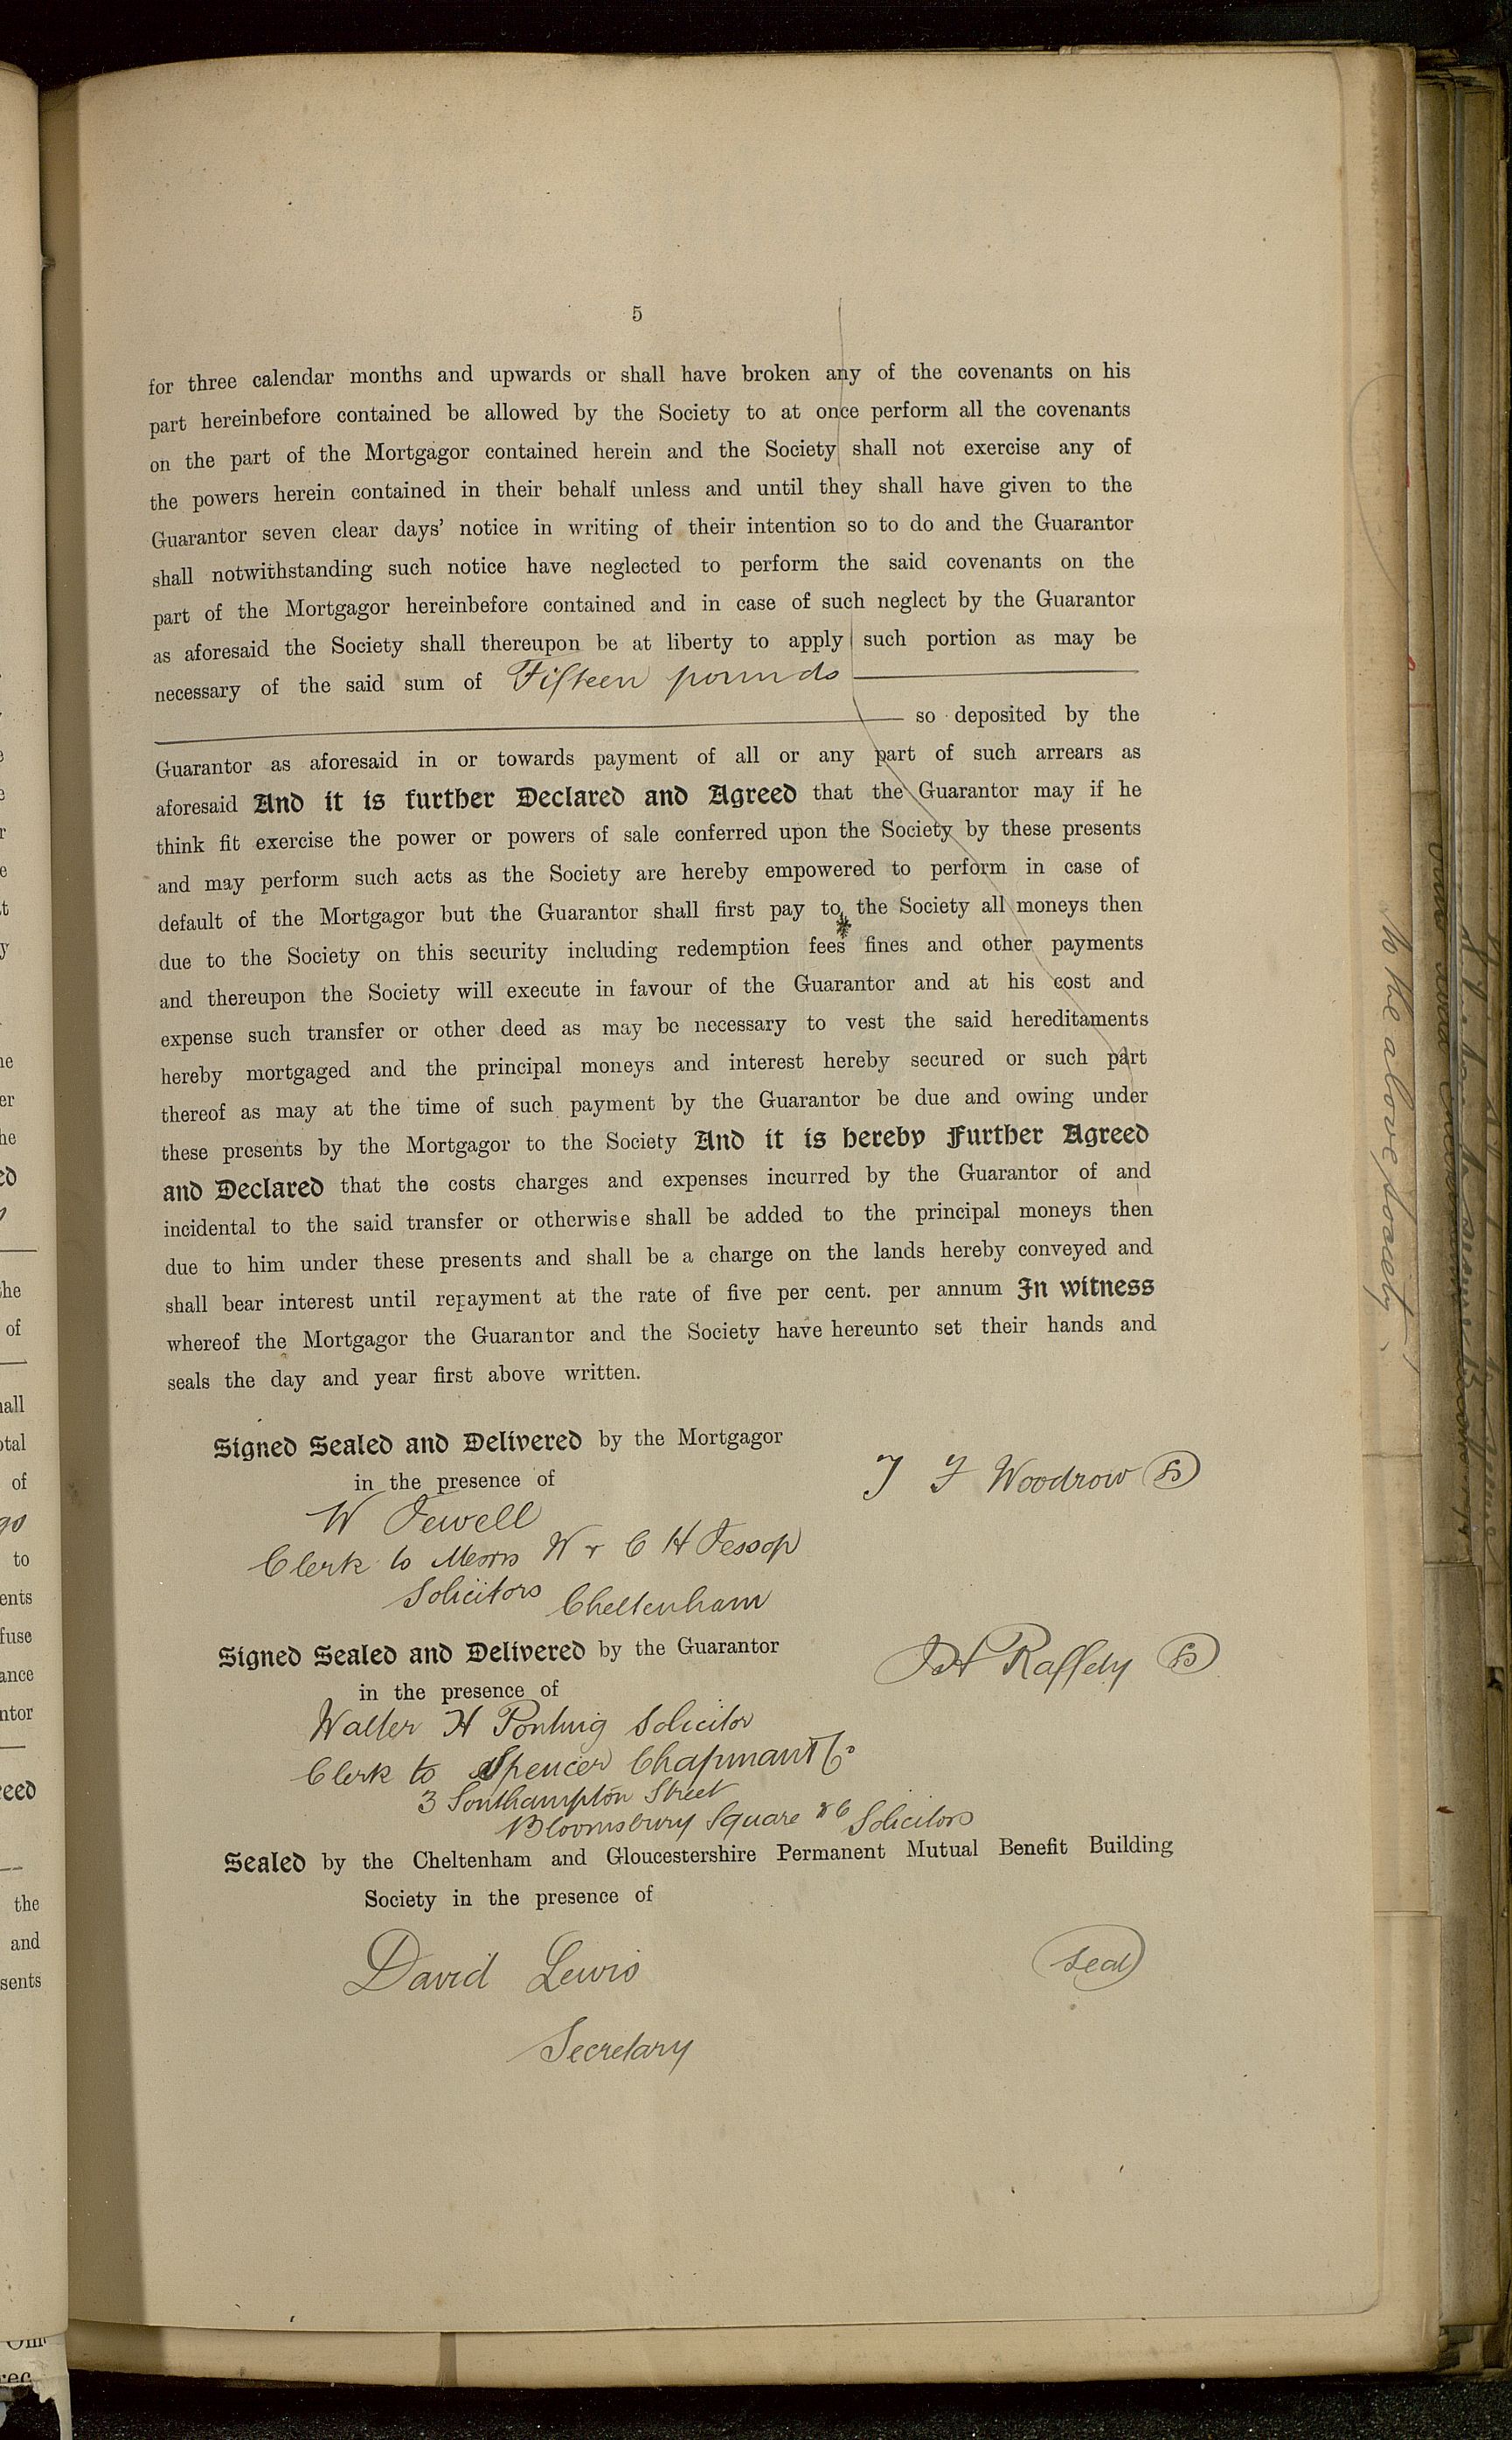 5
for three calendar months and upwards or shall have broken any of the covenants on his
part hereinbefore contained be allowed by the Society to at once perform all the covenants
on the part of the Mortgagor contained herein and the Society shall not exercise any of
the powers herein contained in their behalf unless and until they shall have given to the
Guarantor seven clear days' notice in writing of their intention so to do and the Guarantor
shall notwithstanding such notice have neglected to perform the said covenants on the
part of the Mortgagor hereinbefore contained and in case of such neglect by the Guarantor
as aforesaid the Society shall thereupon be at liberty to apply such portion as may be
necessary of the said sum of Fifteen pounds
so deposited by the
Guarantor as aforesaid in or towards payment of all or any part of such arrears as
aforesaid And it is further Declared and Agreed that the Guarantor may if he
think fit exercise the power or powers of sale conferred upon the Society by these presents
and may perform such acts as the Society are hereby empowered to perform in case of
default of the Mortgagor but the Guarantor shall first pay to the Society all moneys then
due to the Society on this security including redemption fees fines and other payments
and thereupon the Society will execute in favour of the Guarantor and at his cost and
expense such transfer or other deed as may be necessary to vest the said hereditaments
hereby mortgaged and the principal moneys and interest hereby secured or such part
thereof as may at the time of such payment by the Guarantor be due and owing under
these presents by the Mortgagor to the Society And it is hereby Further Agreed
and Declared that the costs charges and expenses incurred by the Guarantor of and
incidental to the said transfer or otherwise shall be added to the principal moneys then
due to him under these presents and shall be a charge on the lands hereby conveyed and
shall bear interest until repayment at the rate of five per cent. per annum In witness
whereof the Mortgagor the Guarantor and the Society have hereunto set their hands and
seals the day and year first above written.
Signed Sealed and Delivered by the Mortgagor
in the presence of
T F Woodrow
W Jewell
Clerk to Messrs W & C H Jessop
Solicitors Cheltenham
Signed Sealed and Delivered by the Guarantor
in the presence of
J H Raffety
Walter H Ponting Solicitor
Clerk to Spencer Chapman & Co
3 Southampton Street
Bloomsbury Square Solicitors
Sealed by the Cheltenham and Gloucestershire Permanent Mutual Benefit Building
Society in the presence of
David Lewis
Seal
Secretary
to the above Society